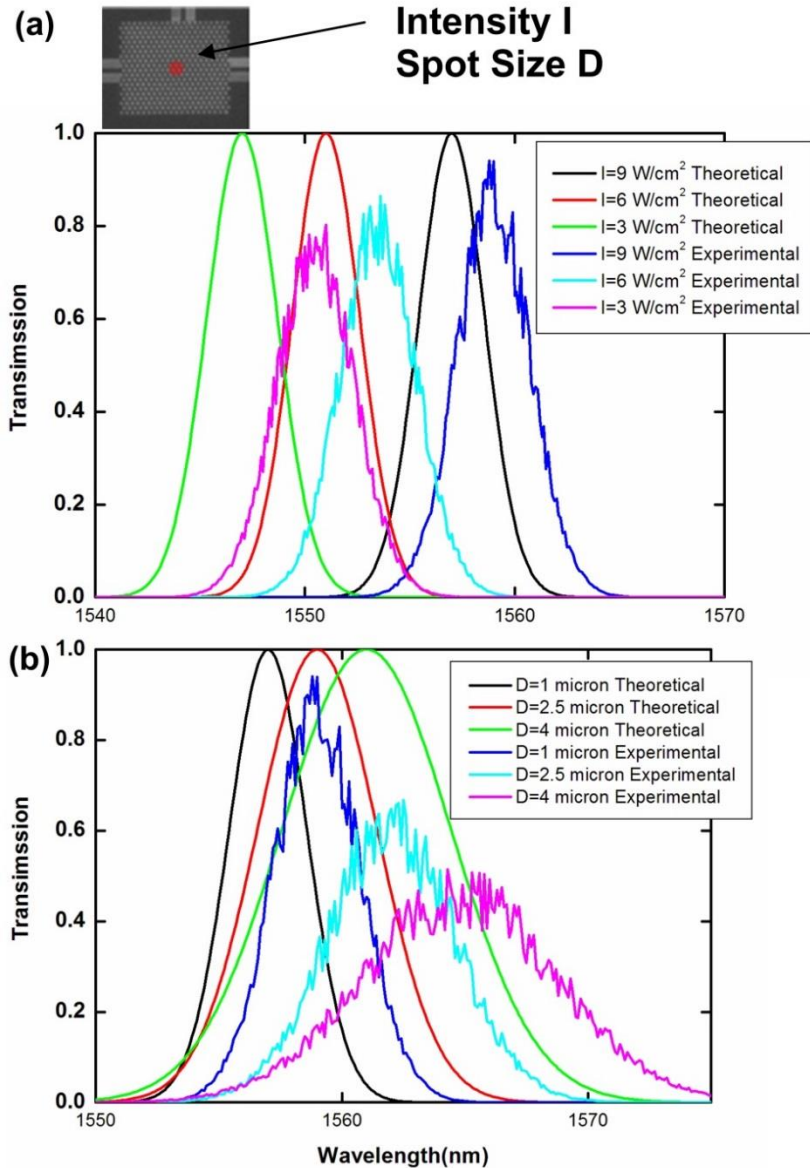 (a)
Intensity I
Spot Size D
1.0
0.8
0.6
0.4
0.2
0.0
Transimssion
I=9 W/cm² Theoretical
I=6 W/cm² Theoretical
I=3 W/cm² Theoretical
I=9 W/cm² Experimental
I=6 W/cm² Experimental
I=3 W/cm² Experimental
1540
1550
1560
1570
(b)
1.0
0.8
0.6
0.4
0.2
0.0
Transimssion
D=1 micron Theoretical
D=2.5 micron Theoretical
D=4 micron Theoretical
D=1 micron Experimental
D=2.5 micron Experimental
D=4 micron Experimental
1550
1560
1570
Wavelength(nm)